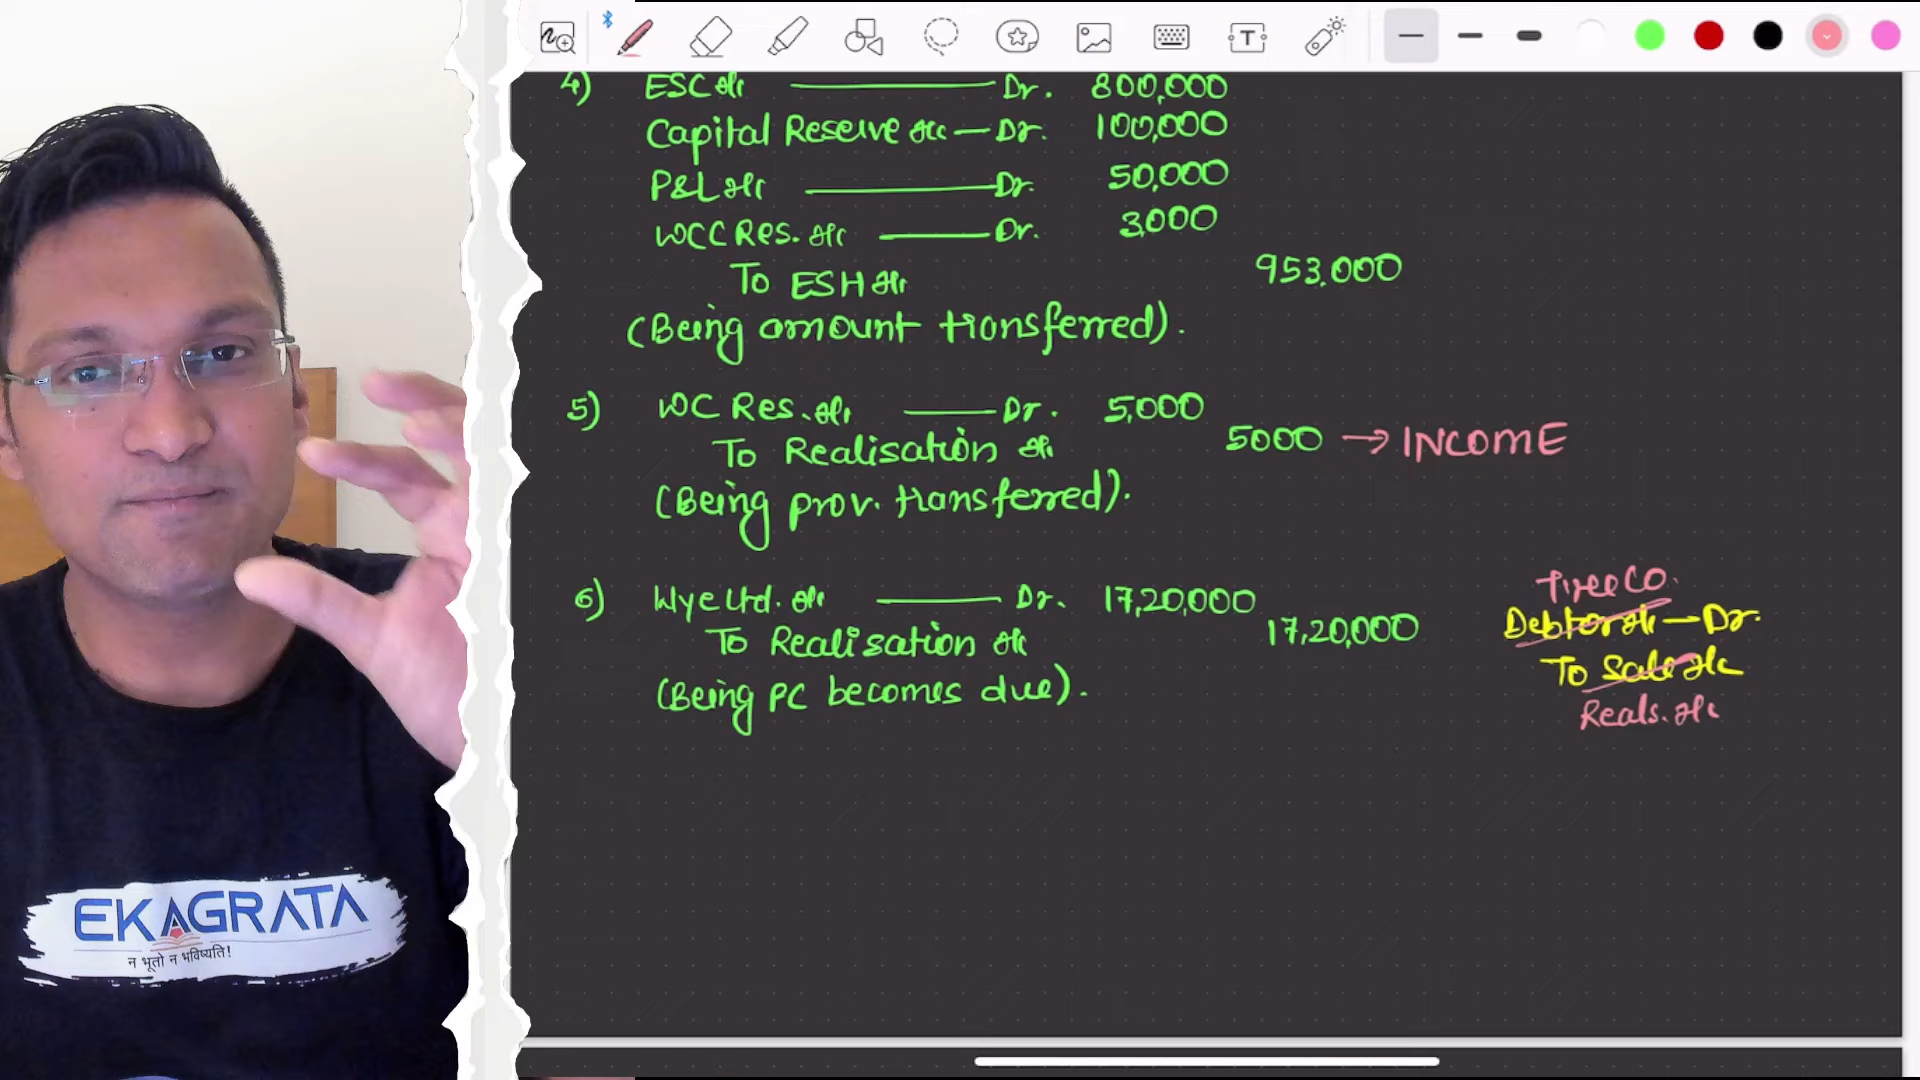 4) ESC A/c ——— Dr. 800,000
Capital Reserve A/c — Dr. 100,000
P&L A/c ——— Dr. 50,000
WCC Res. A/c ——— Dr. 3,000
To ESH A/c 953,000
(Being amount transferred).
5) WC Res. A/c ——— Dr. 5,000
To Realisation A/c 5000 → INCOME
(Being prov. transferred).
6) Wye Ltd. A/c ——— Dr. 17,20,000
To Realisation A/c 17,20,000
(Being PC becomes due).
Tree Co.
Debtor A/c — Dr.
To Sale A/c
Reals. A/c
T
EKAGRATA
न भूतो न भविष्यति!